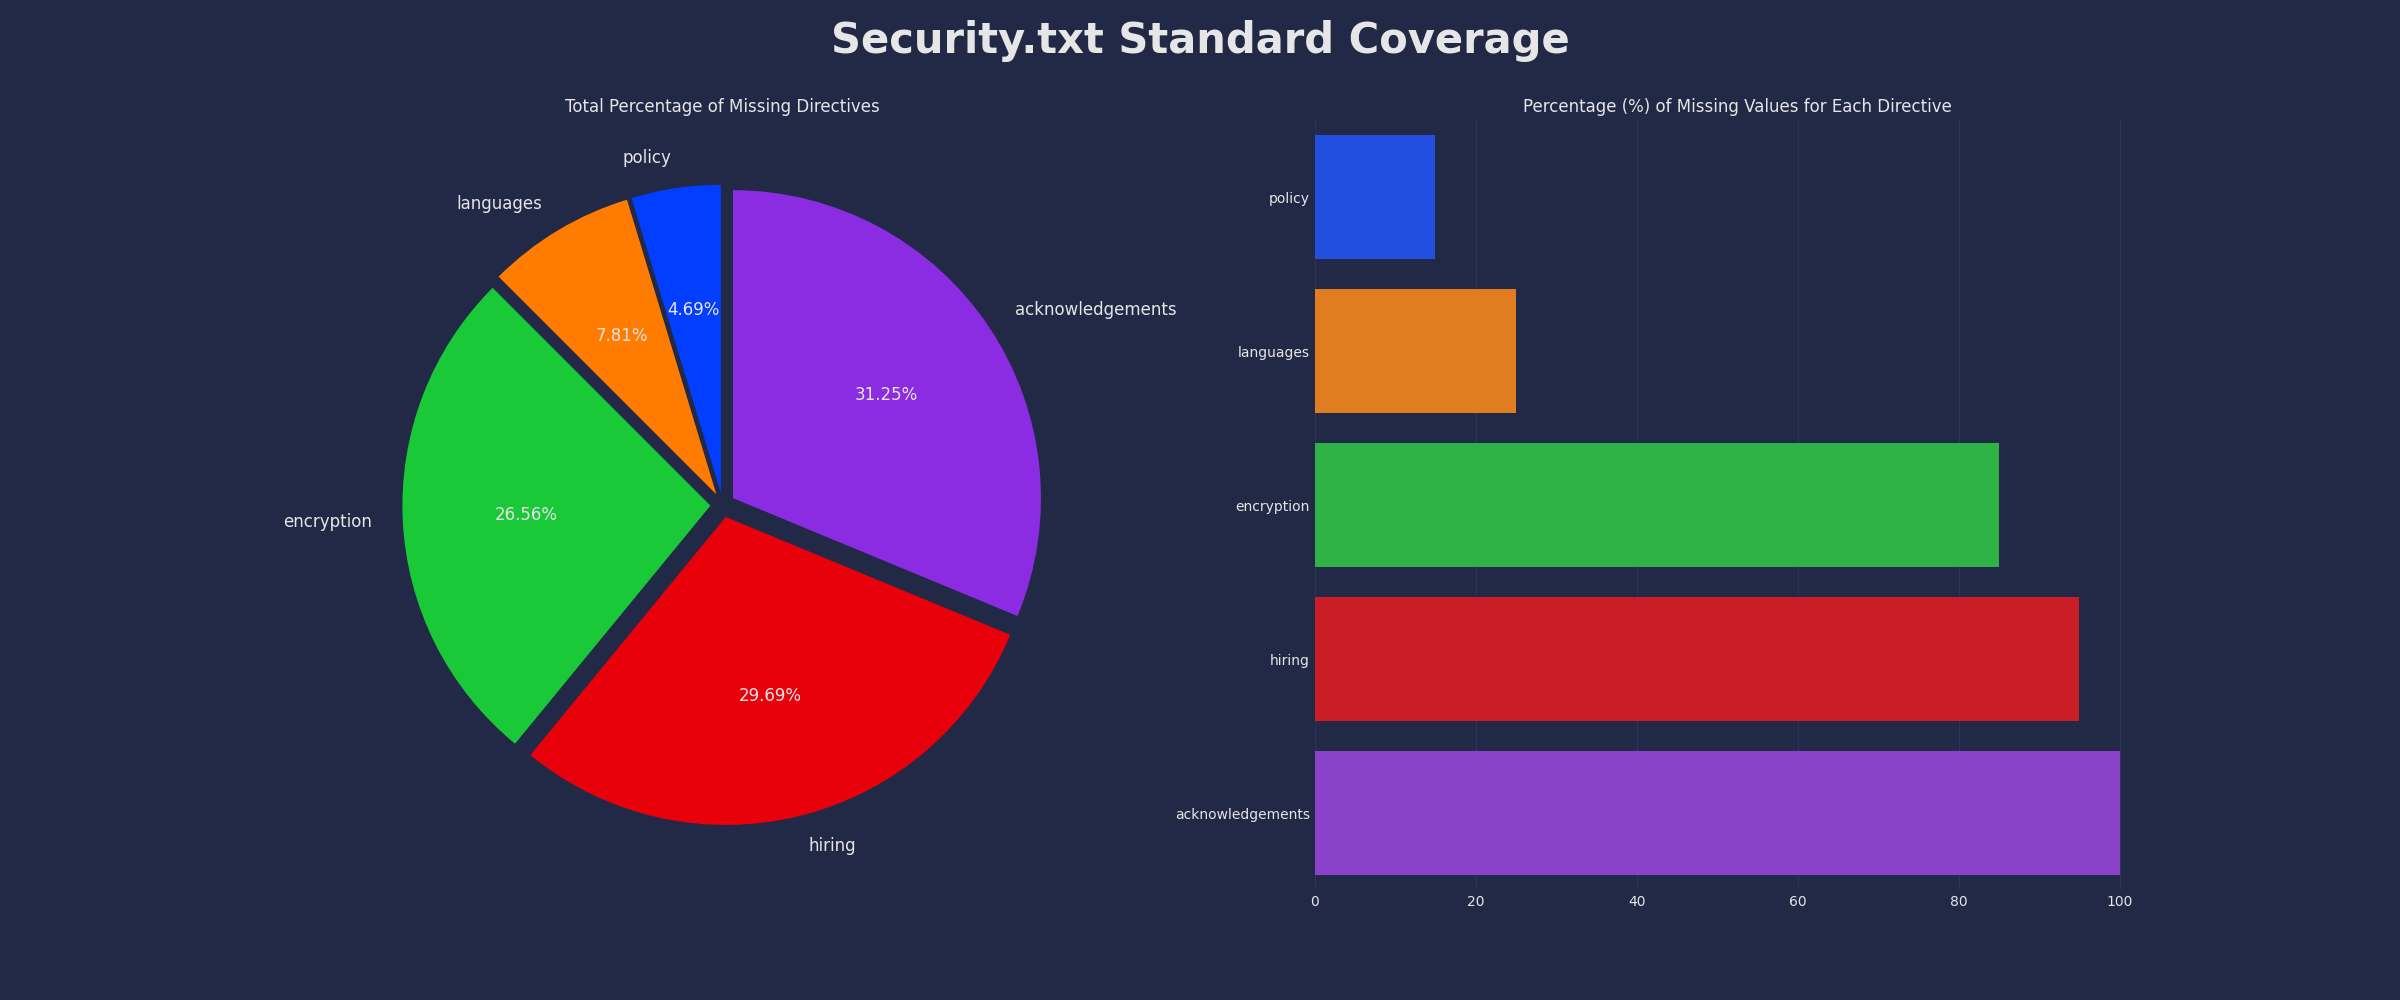 Security.txt Standard Coverage
Total Percentage of Missing Directives
policy
languages
acknowledgements
encryption
hiring
4.69%
7.81%
31.25%
26.56%
29.69%
Percentage (%) of Missing Values for Each Directive
policy
languages
encryption
hiring
acknowledgements
0 20 40 60 80 100